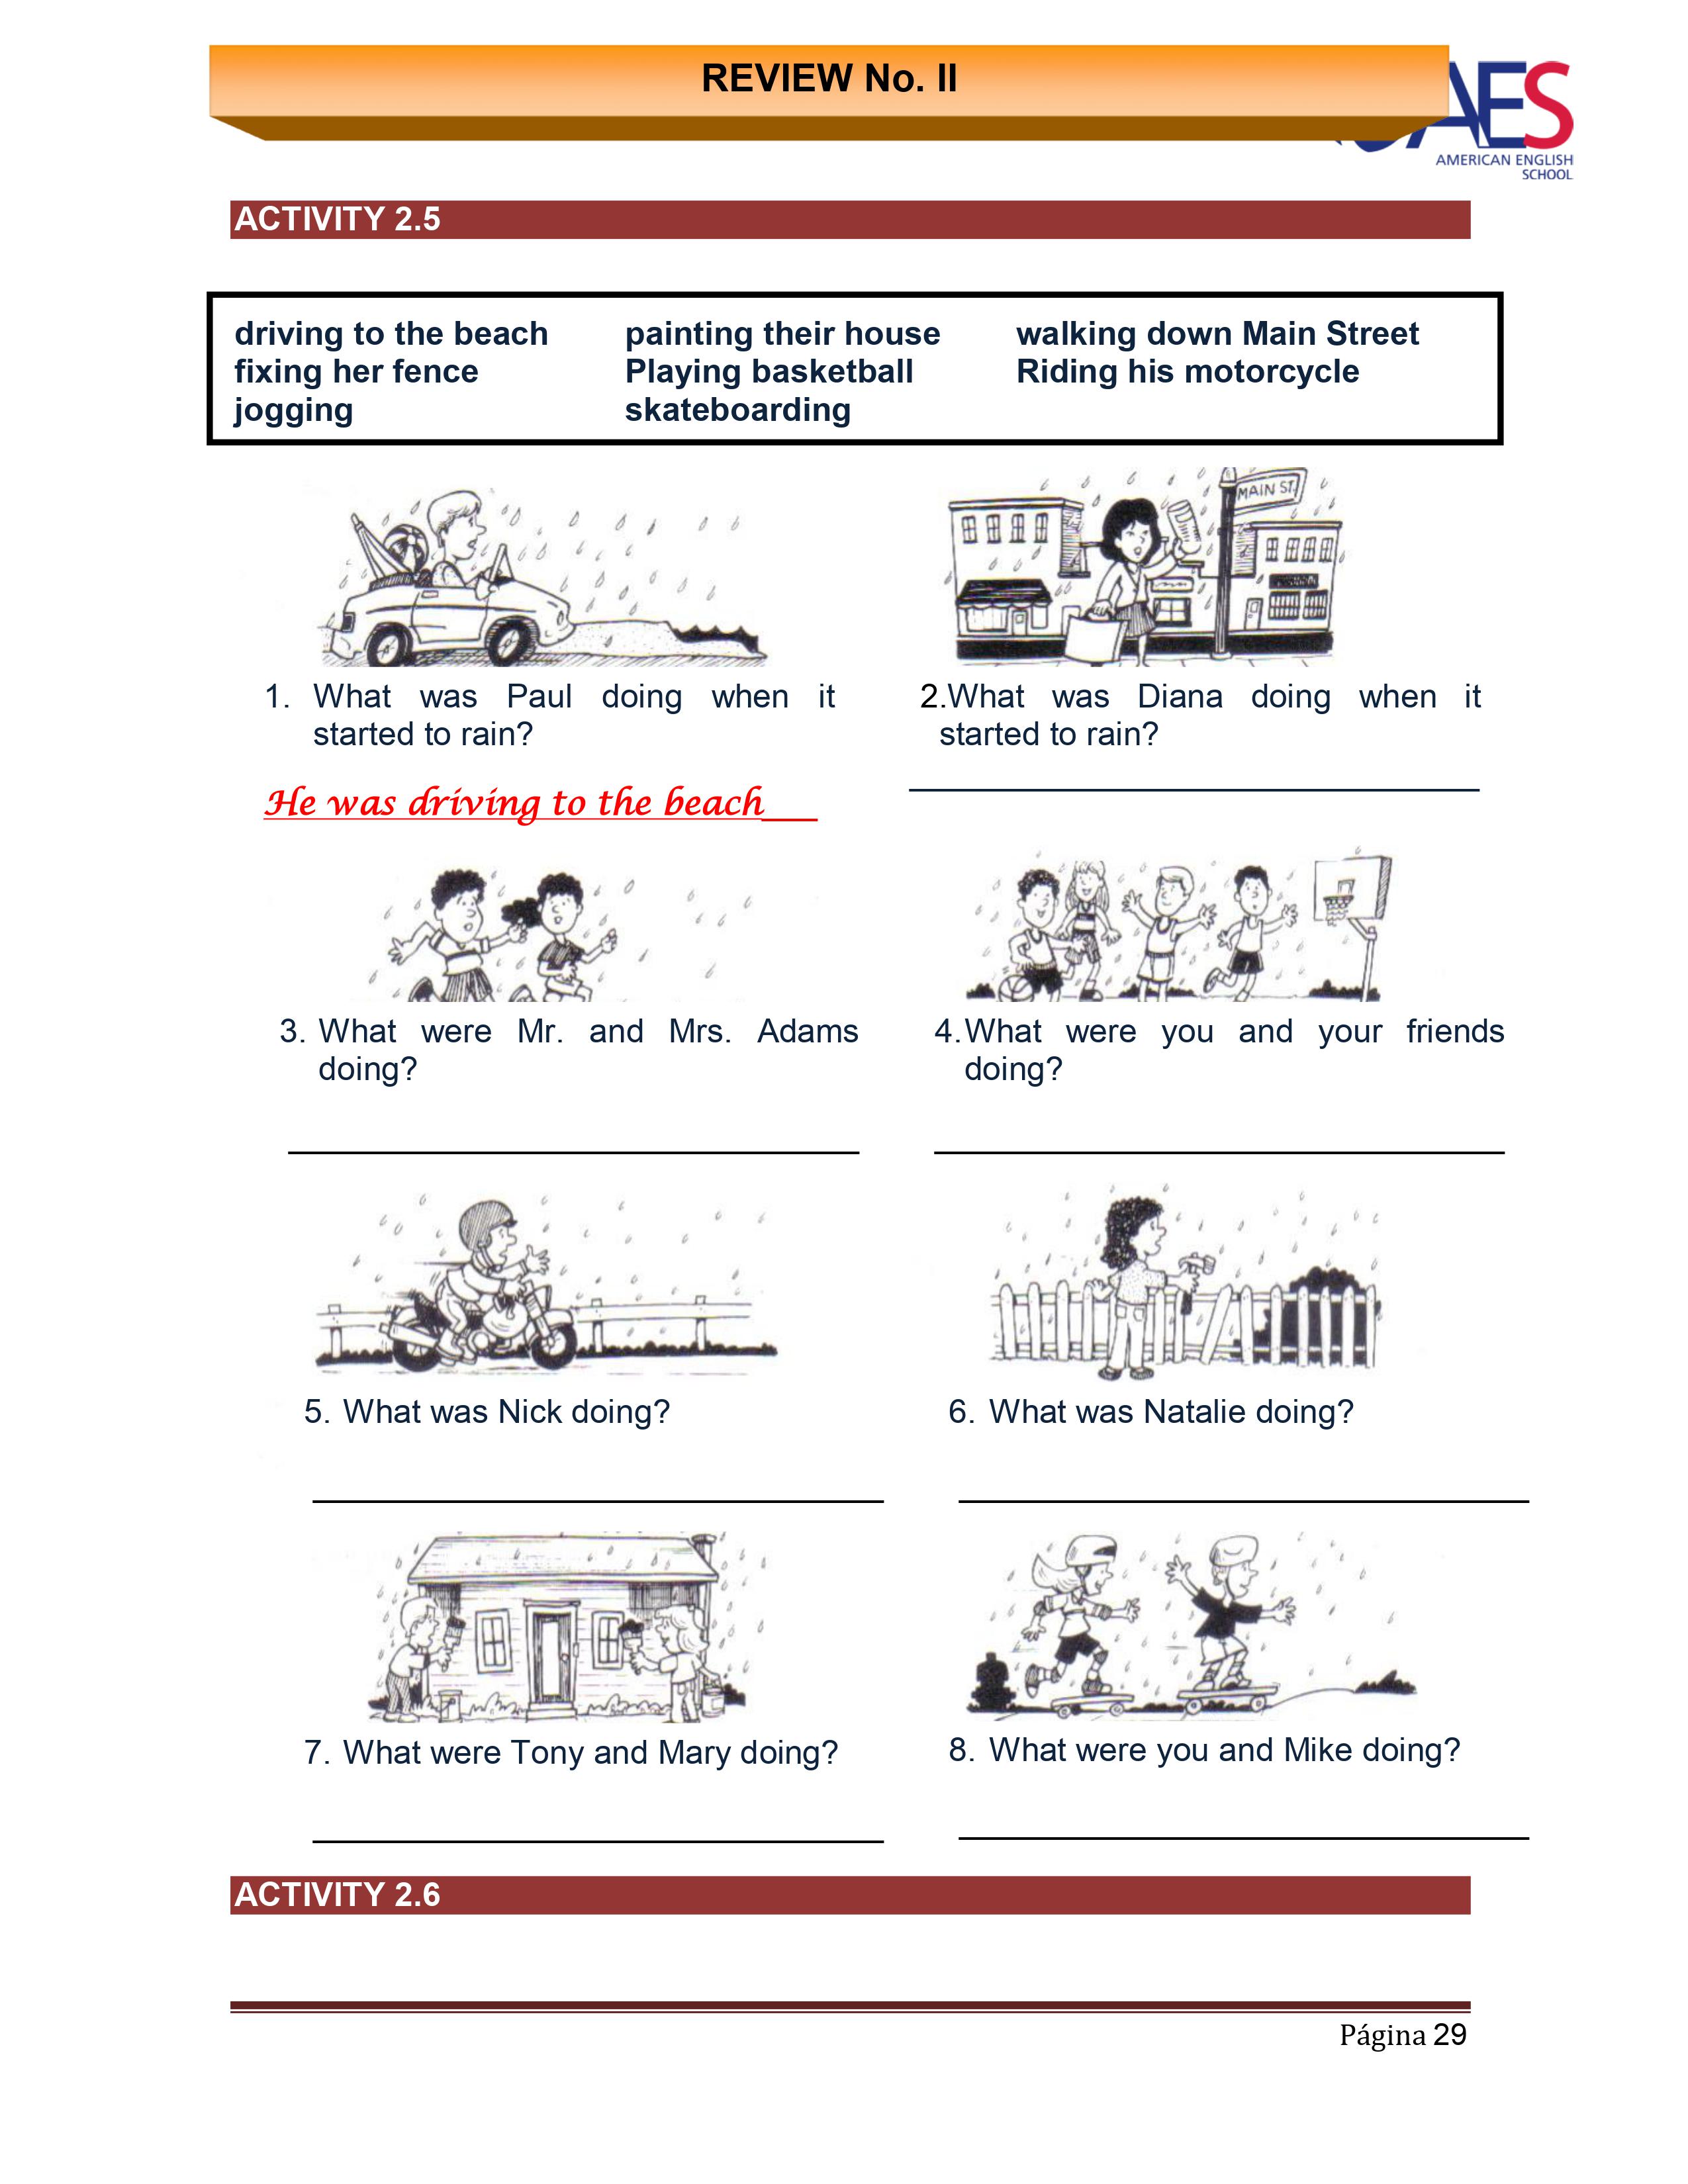 REVIEW No. II
AES
AMERICAN ENGLISH
SCHOOL
ACTIVITY 2.5
driving to the beach painting their house walking down Main Street
fixing her fence Playing basketball Riding his motorcycle
jogging skateboarding
MAIN ST.
1. What was Paul doing when it
started to rain?
2.What was Diana doing when it
started to rain?
He was driving to the beach___
3. What were Mr. and Mrs. Adams
doing?
4.What were you and your friends
doing?
5. What was Nick doing?
6. What was Natalie doing?
7. What were Tony and Mary doing?
8. What were you and Mike doing?
ACTIVITY 2.6
Página 29